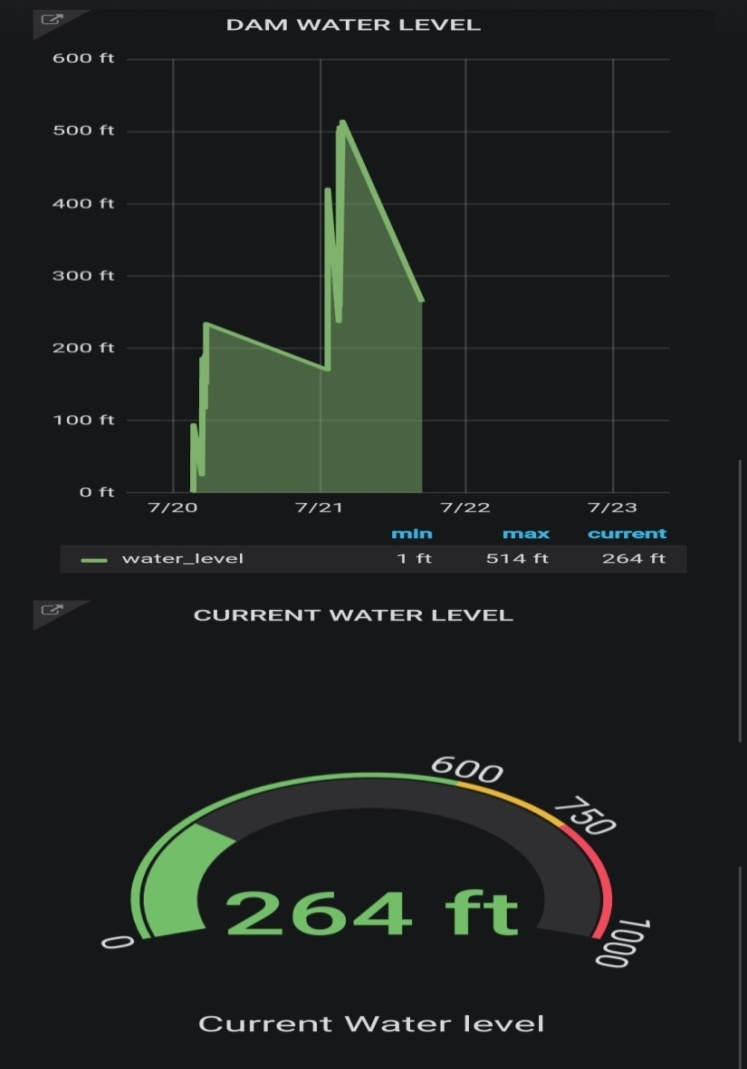 DAM WATER LEVEL
600 ft
500 ft
400 ft
300 ft
200 ft
100 ft
0 ft
7/20 7/21 7/22 7/23
min max current
water_level 1 ft 514 ft 264 ft
CURRENT WATER LEVEL
600
750
264 ft
0
1000
Current Water level